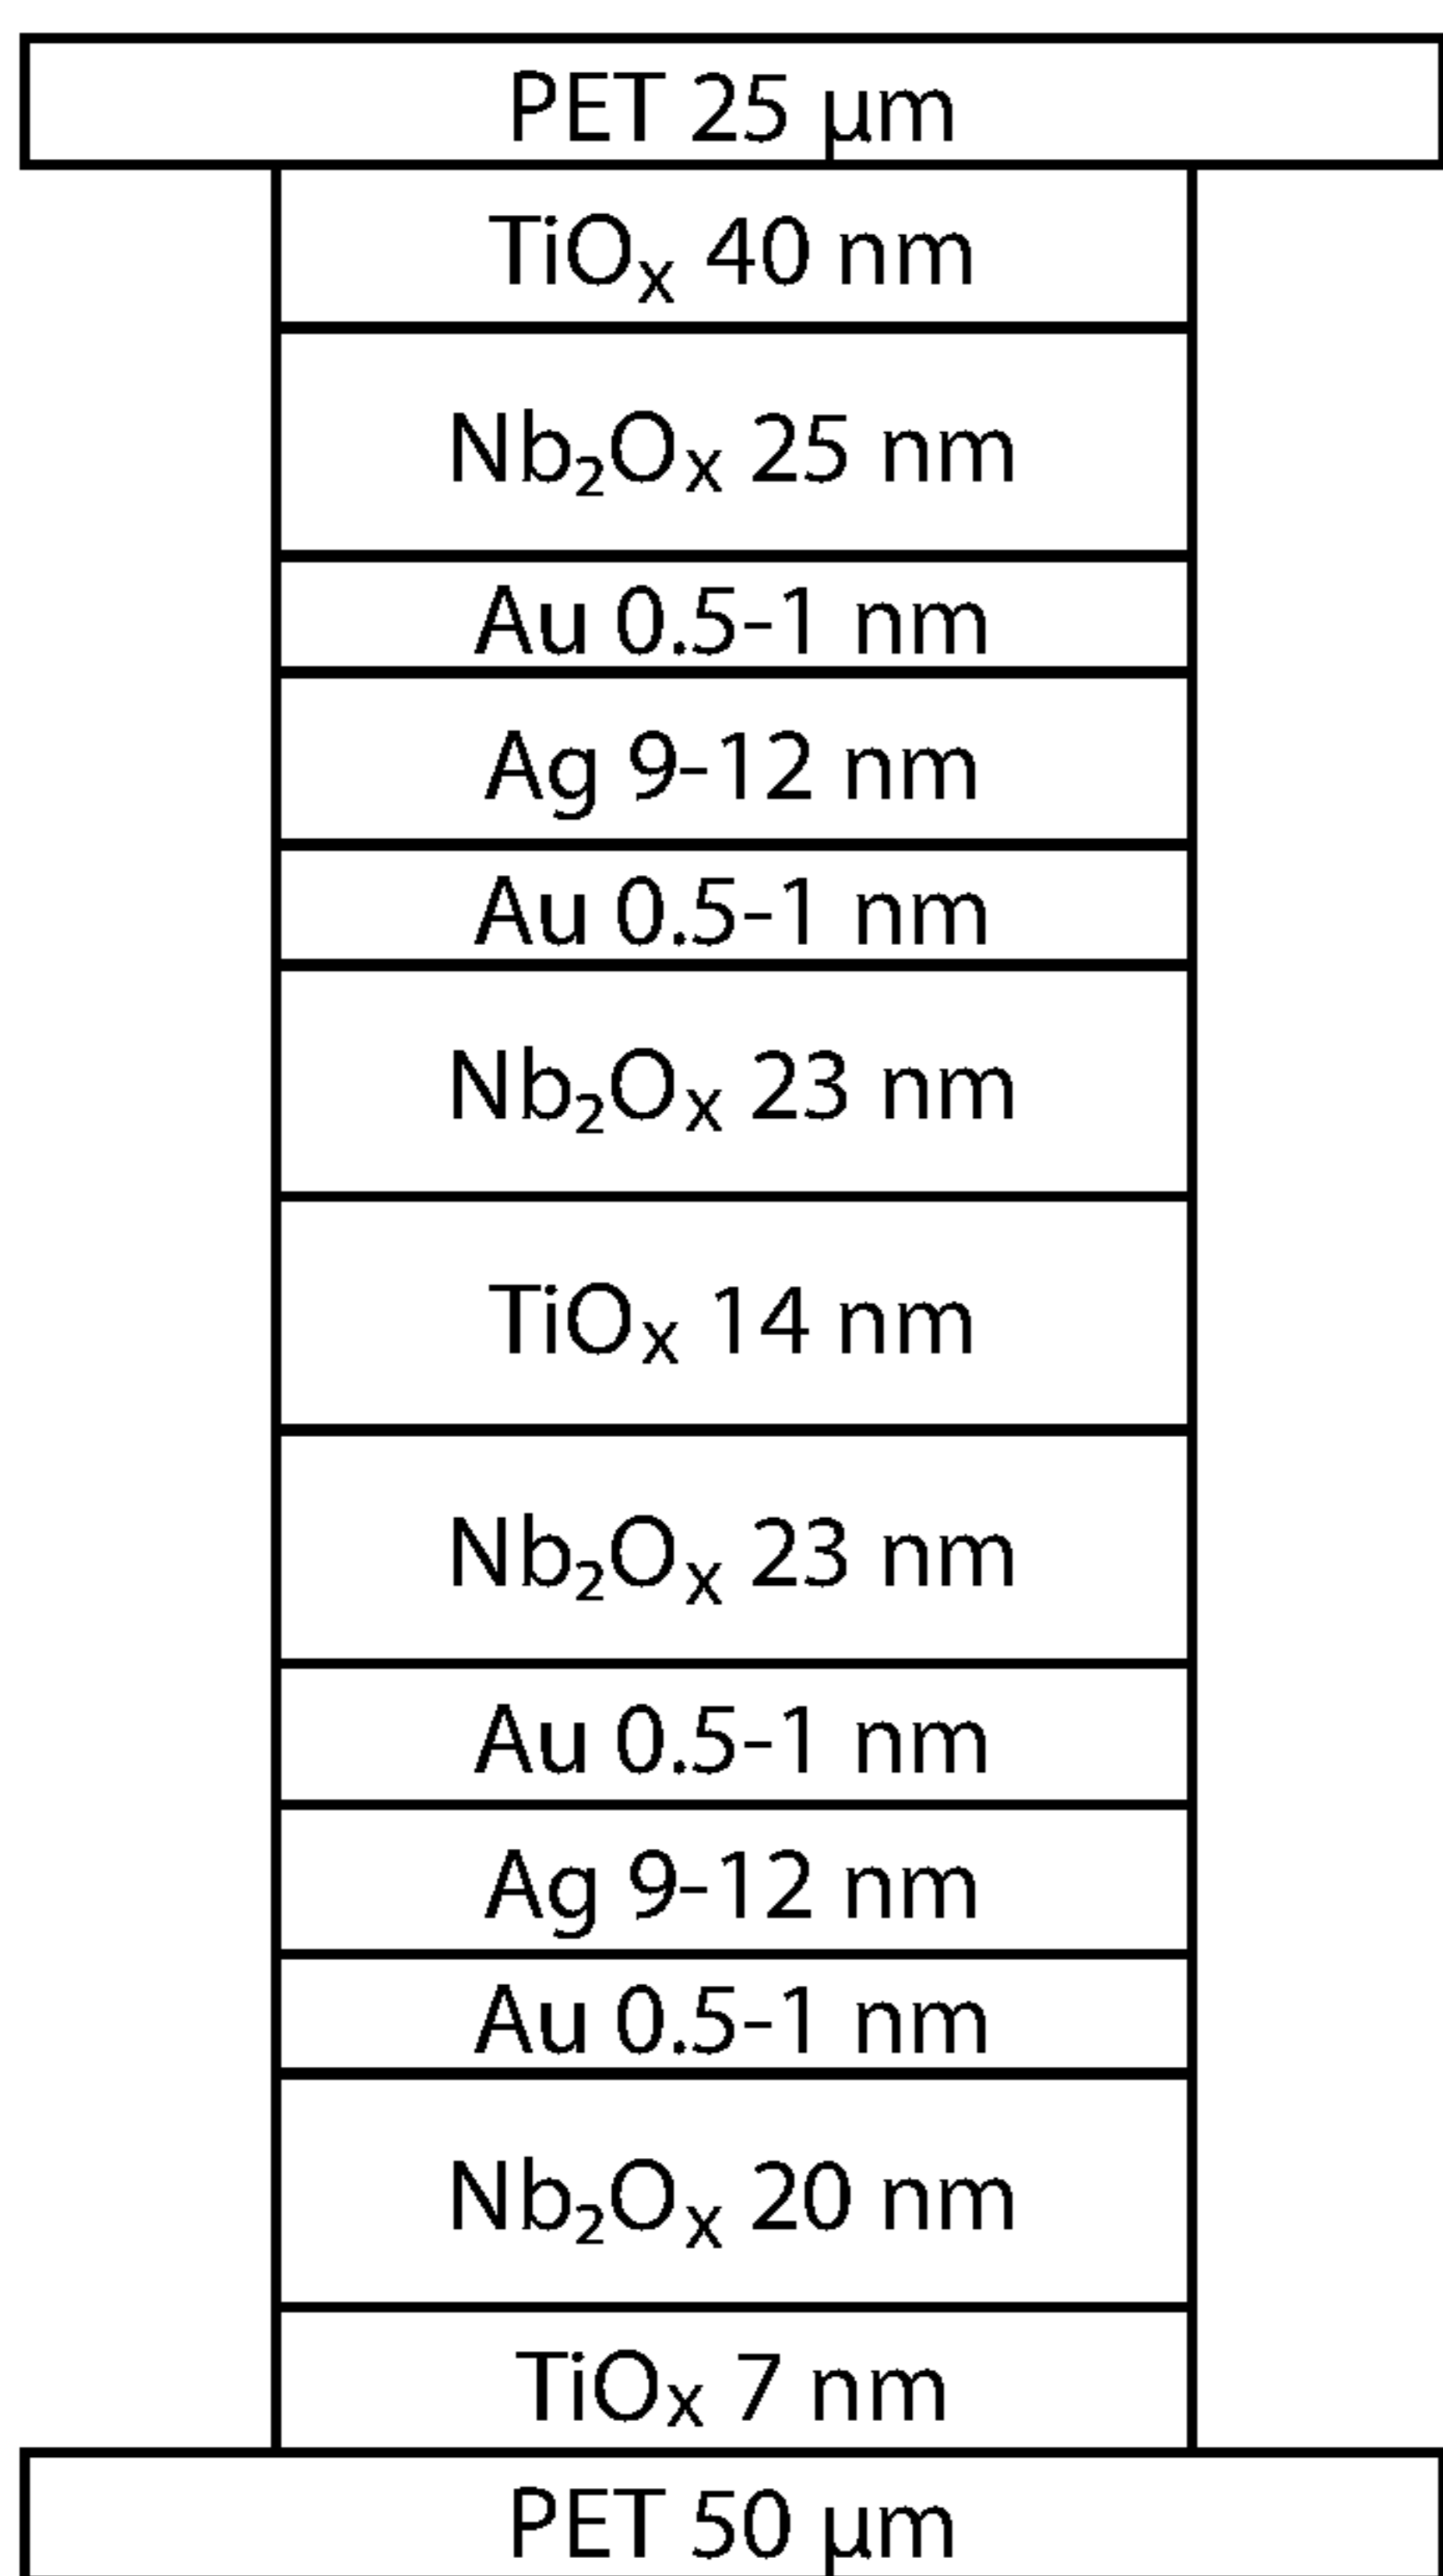 PET 25 µm
TiOₓ 40 nm
Nb₂Oₓ 25 nm
Au 0.5-1 nm
Ag 9-12 nm
Au 0.5-1 nm
Nb₂Oₓ 23 nm
TiOₓ 14 nm
Nb₂Oₓ 23 nm
Au 0.5-1 nm
Ag 9-12 nm
Au 0.5-1 nm
Nb₂Oₓ 20 nm
TiOₓ 7 nm
PET 50 µm